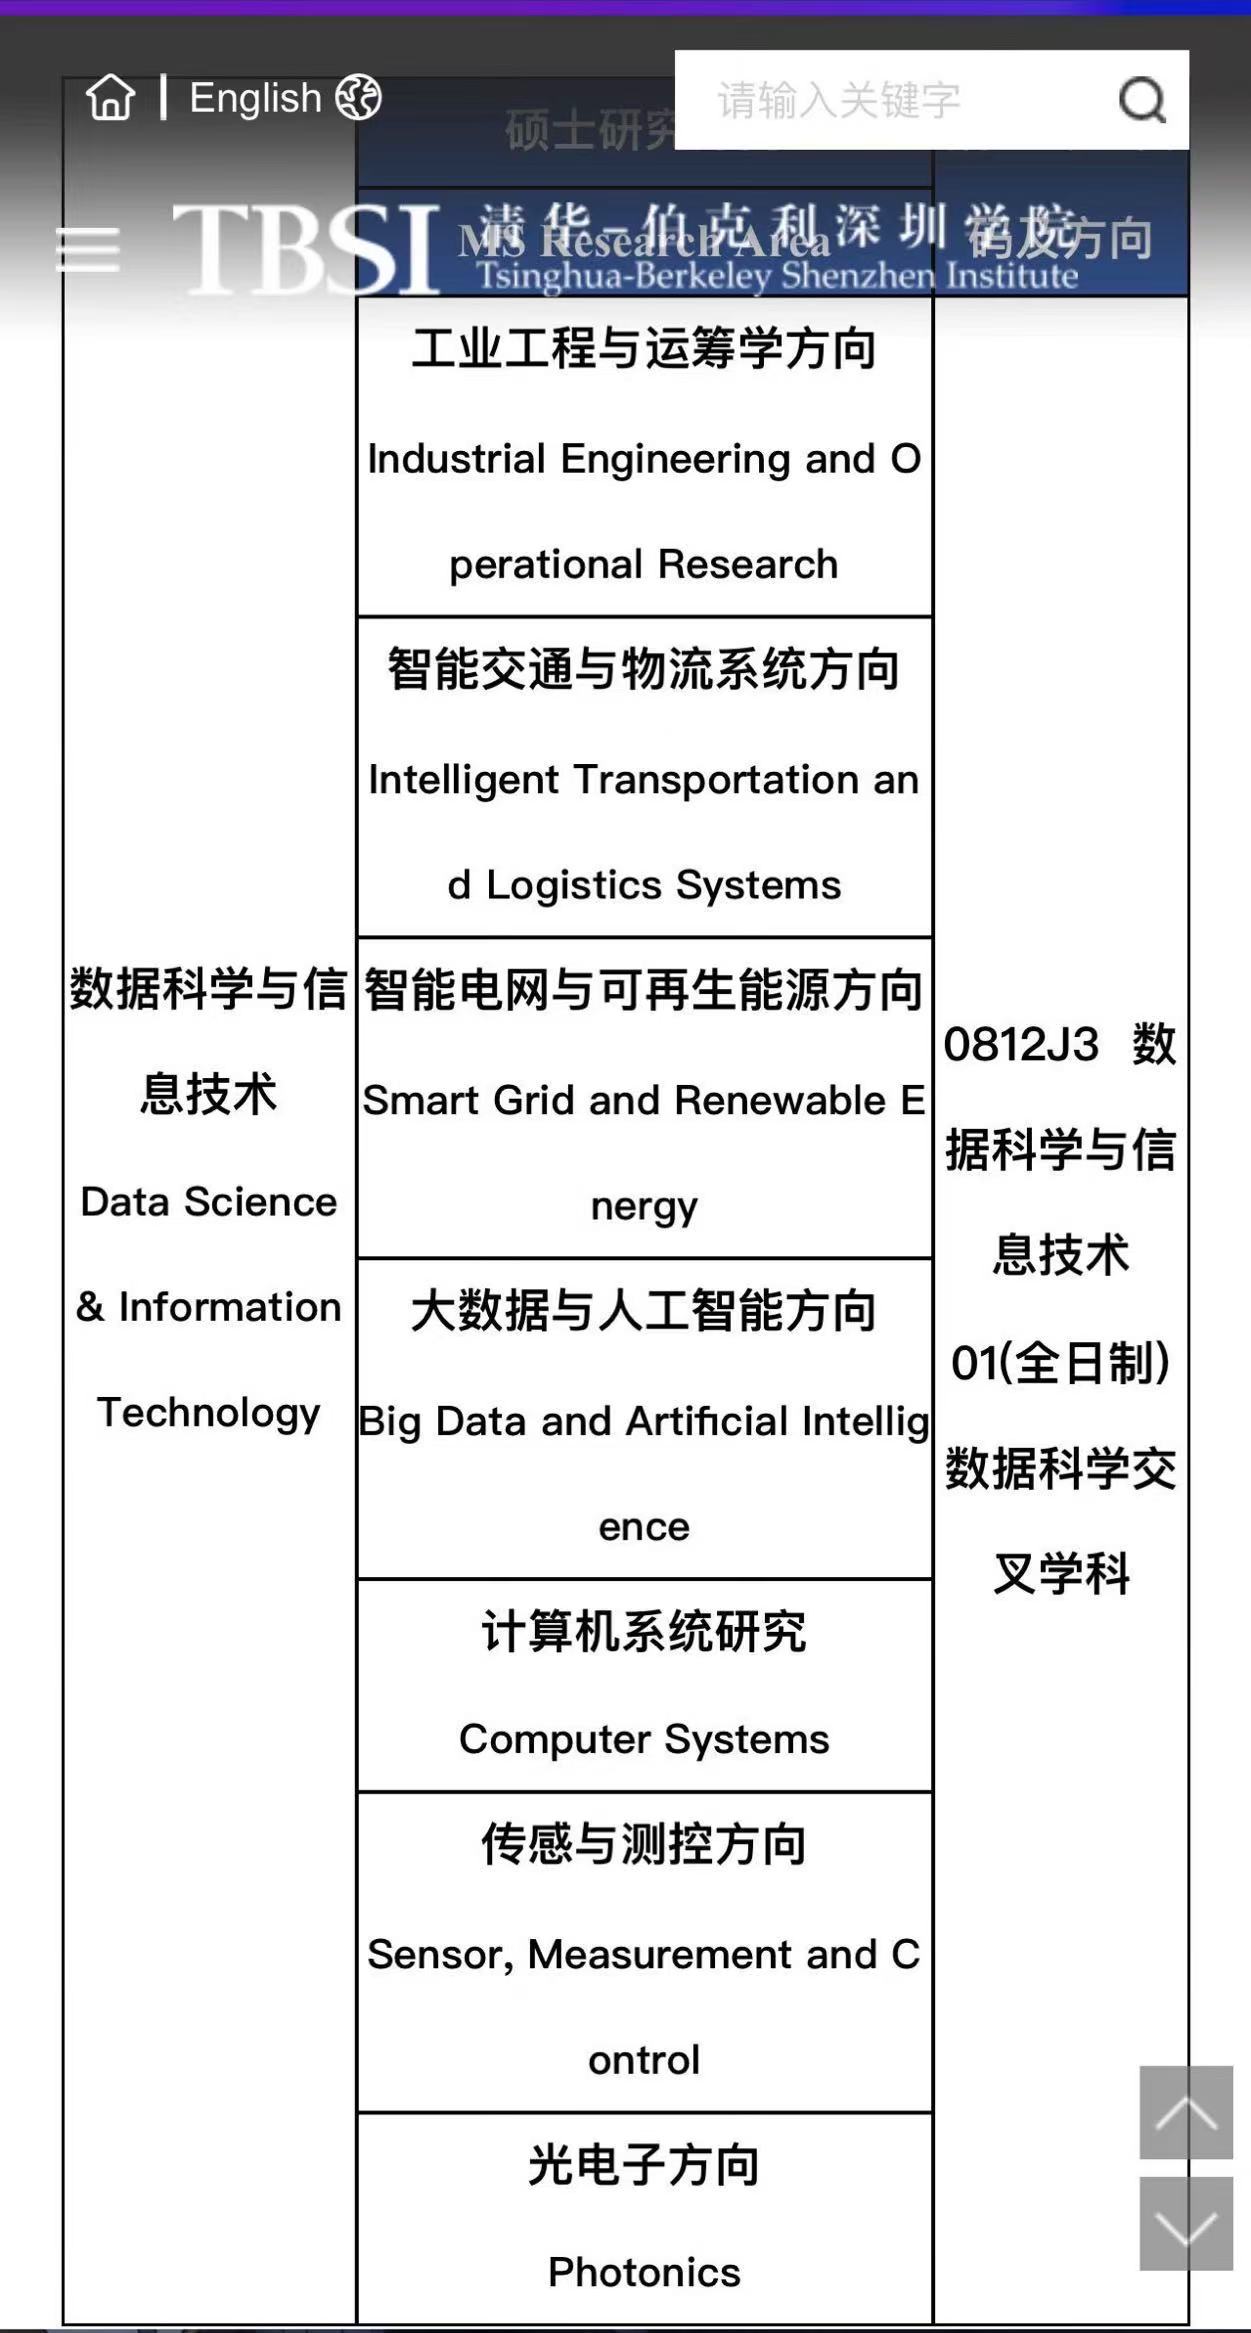 English
请输入关键字
硕士研究
TBSI 清华-伯克利深圳学院
Tsinghua-Berkeley Shenzhen Institute
MS Research Area
码及方向
工业工程与运筹学方向
Industrial Engineering and O
perational Research
智能交通与物流系统方向
Intelligent Transportation an
d Logistics Systems
数据科学与信
息技术
Data Science
& Information
Technology
智能电网与可再生能源方向
Smart Grid and Renewable E
nergy
大数据与人工智能方向
Big Data and Artificial Intellig
ence
计算机系统研究
Computer Systems
传感与测控方向
Sensor, Measurement and C
ontrol
光电子方向
Photonics
0812J3 数
据科学与信
息技术
01(全日制)
数据科学交
叉学科